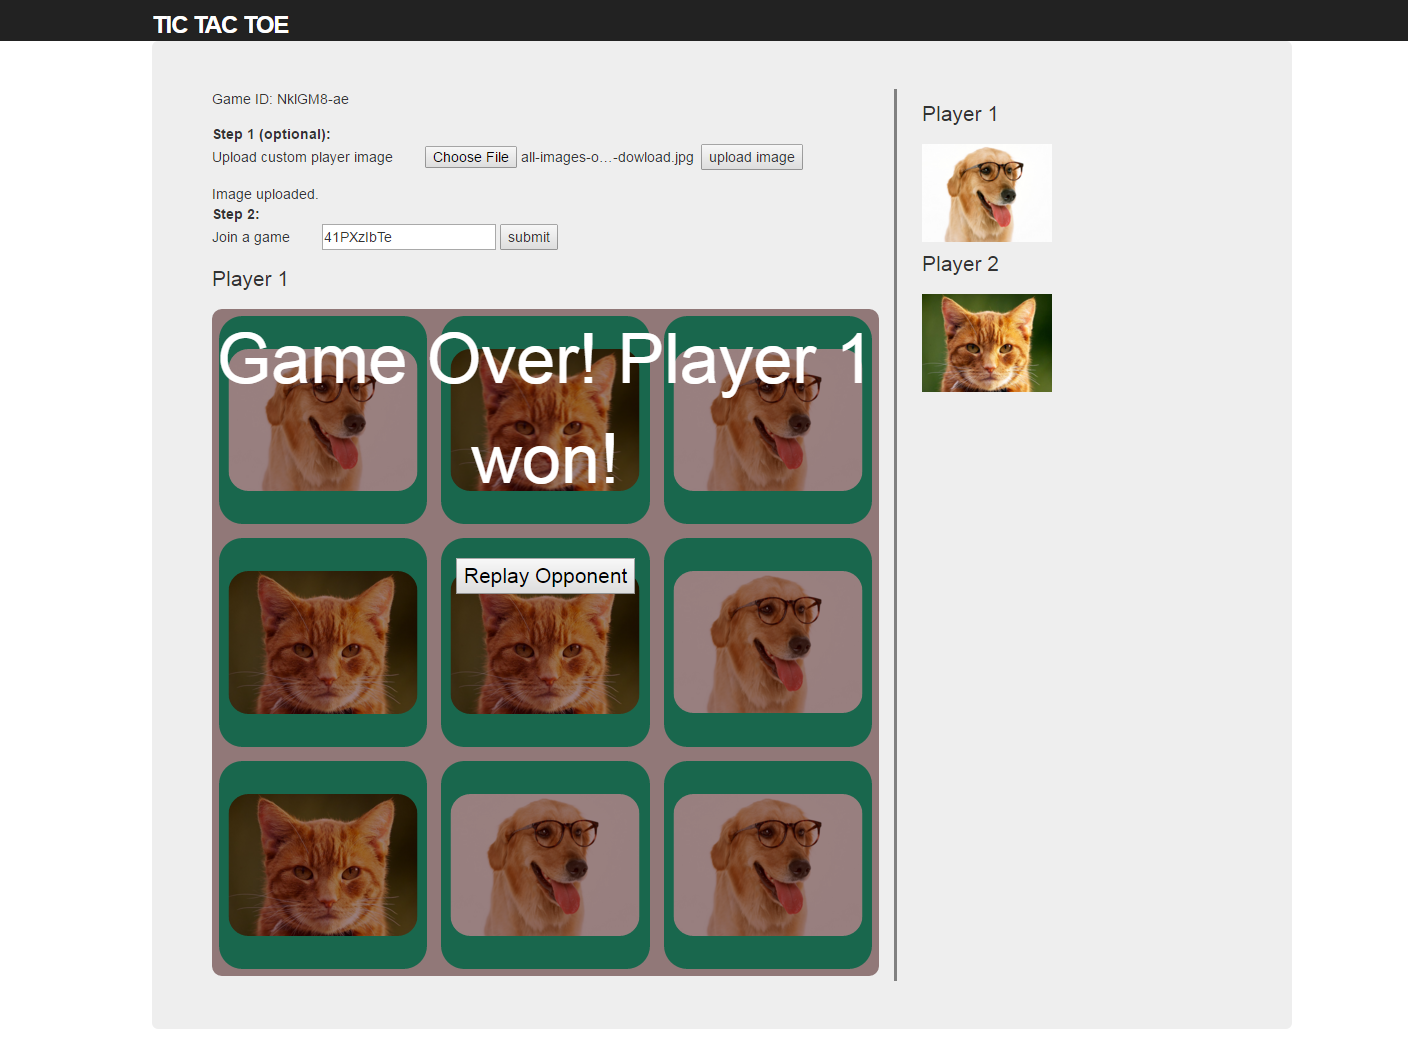 TIC TAC TOE
Game ID: NkIGM8-ae
Step 1 (optional):
Upload custom player image Choose File all-images-o...-dowload.jpg upload image
Image uploaded.
Step 2:
Join a game 41PXzIbTe submit
Player 1
Game Over! Player 1
won!
Replay Opponent
Player 1
Player 2